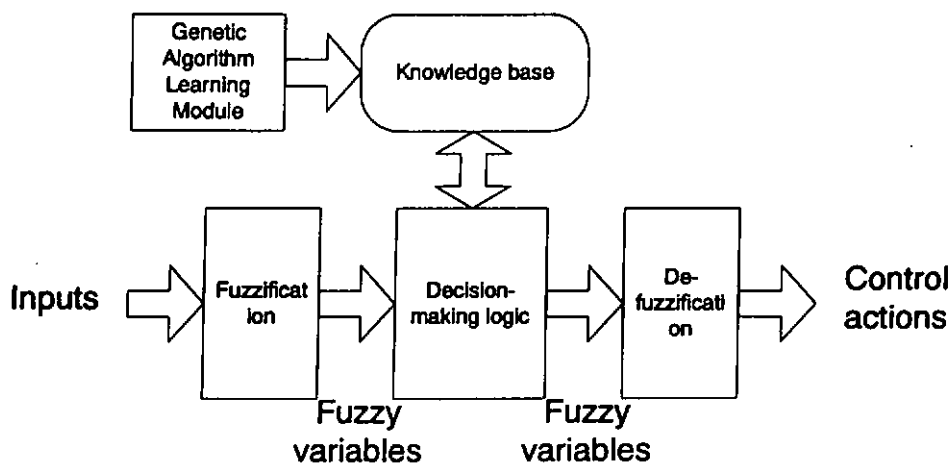 Genetic
Algorithm
Learning
Module
Knowledge base
Inputs
Fuzzificat
ion
Decision-
making logic
De-
fuzzificati
on
Control
actions
Fuzzy
variables
Fuzzy
variables